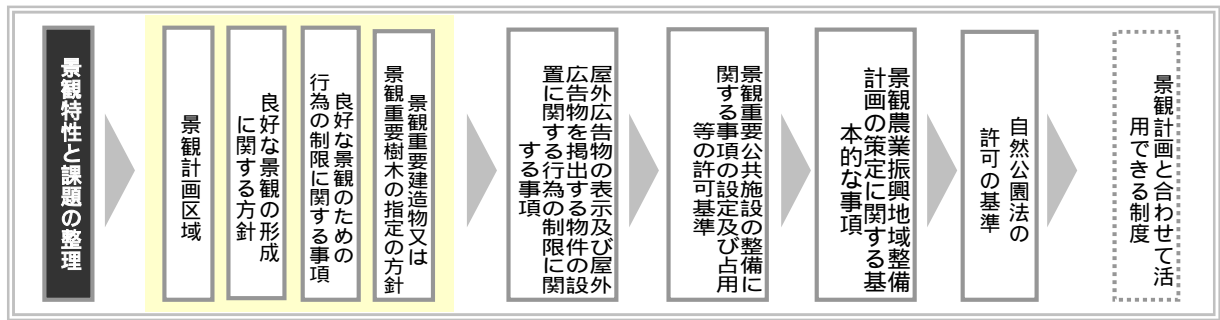 景観特性と課題の整理
景観計画区域
良好な景観の形成
に関する方針
良好な景観のための
行為の制限に関する事項
景観重要建造物又は
景観重要樹木の指定の方針
屋外広告物の表示及び屋外
広告物を掲出する物件の設
置に関する行為の制限に関
する事項
景観重要公共施設の整備に
関する事項の設定及び占用
等の許可基準
景観農業振興地域整備
計画の策定に関する基
本的な事項
自然公園法の
許可の基準
景観計画と合わせて活
用できる制度